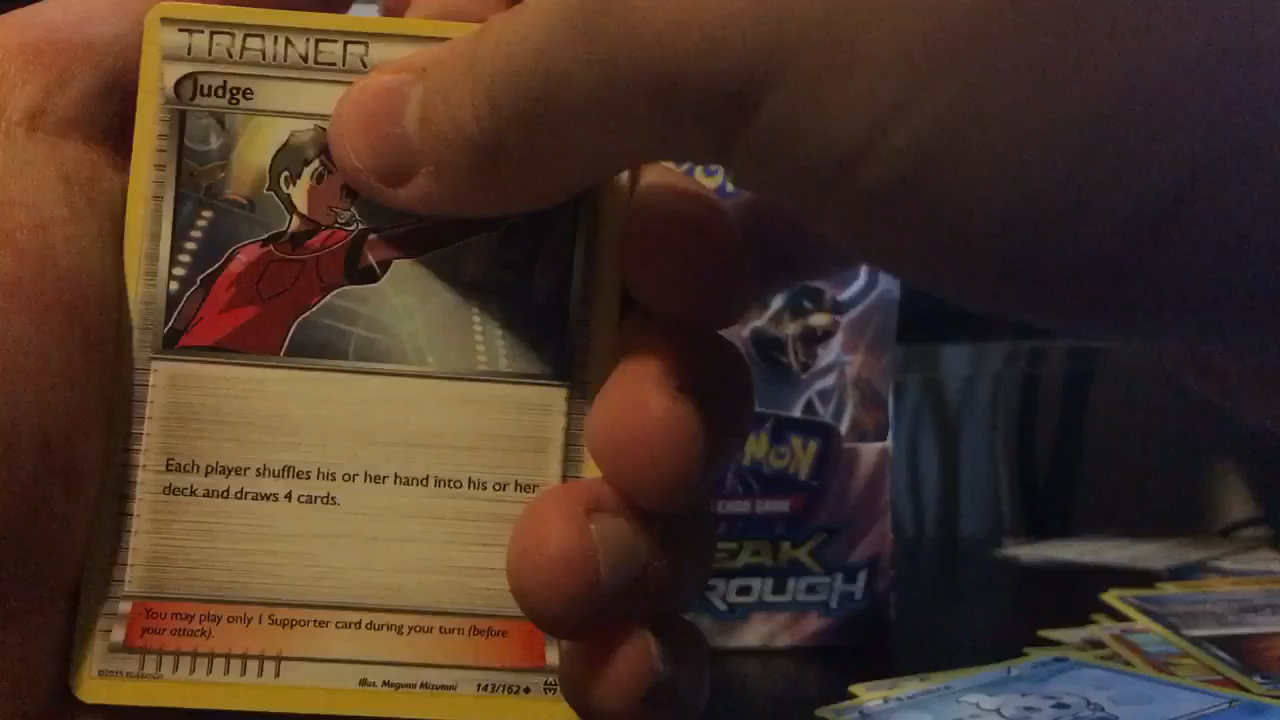 TRAINER
Judge
Each player shuffles his or her hand into his or her
deck and draws 4 cards.
You may play only 1 Supporter card during your turn (before
your attack).
©2015 Pokémon
Illus. Megumi Mizutani 143/162
MON
CARD GAME
EAK
ROUGH